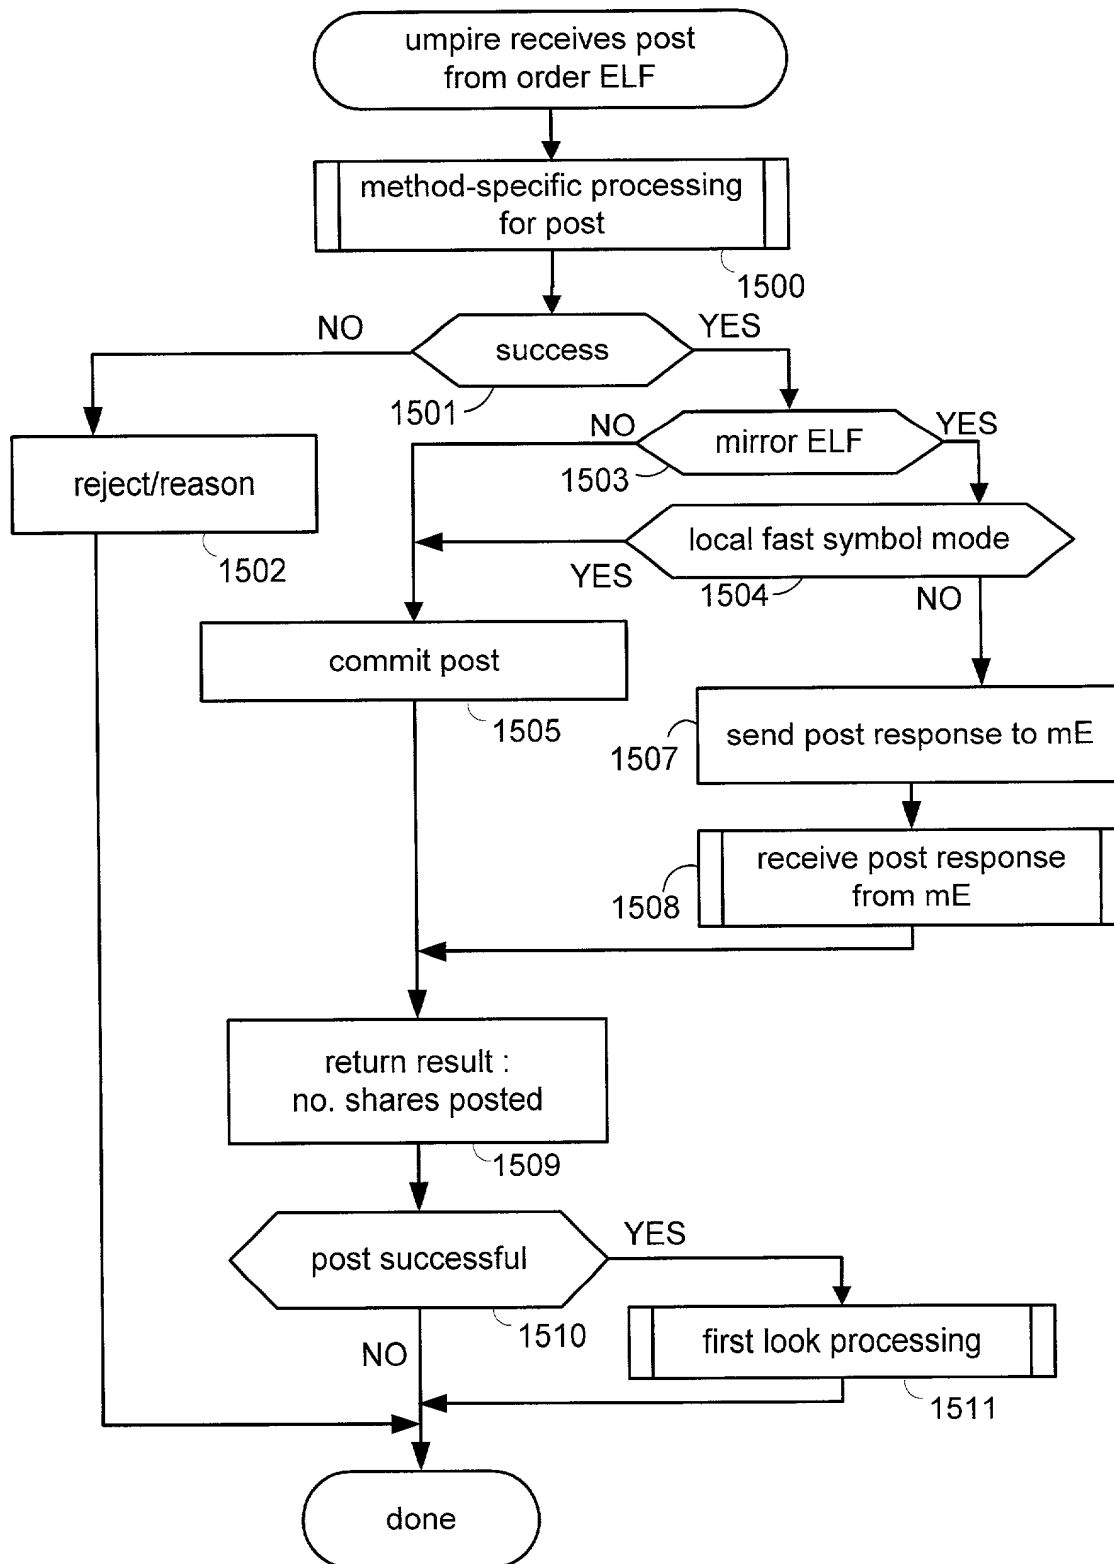 umpire receives post
from order ELF
method-specific processing
for post
1500
NO
YES
success
1501
NO
YES
mirror ELF
1503
reject/reason
1502
local fast symbol mode
YES
1504
NO
commit post
1505
send post response to mE
1507
receive post response
from mE
1508
return result :
no. shares posted
1509
YES
post successful
1510
NO
first look processing
1511
done